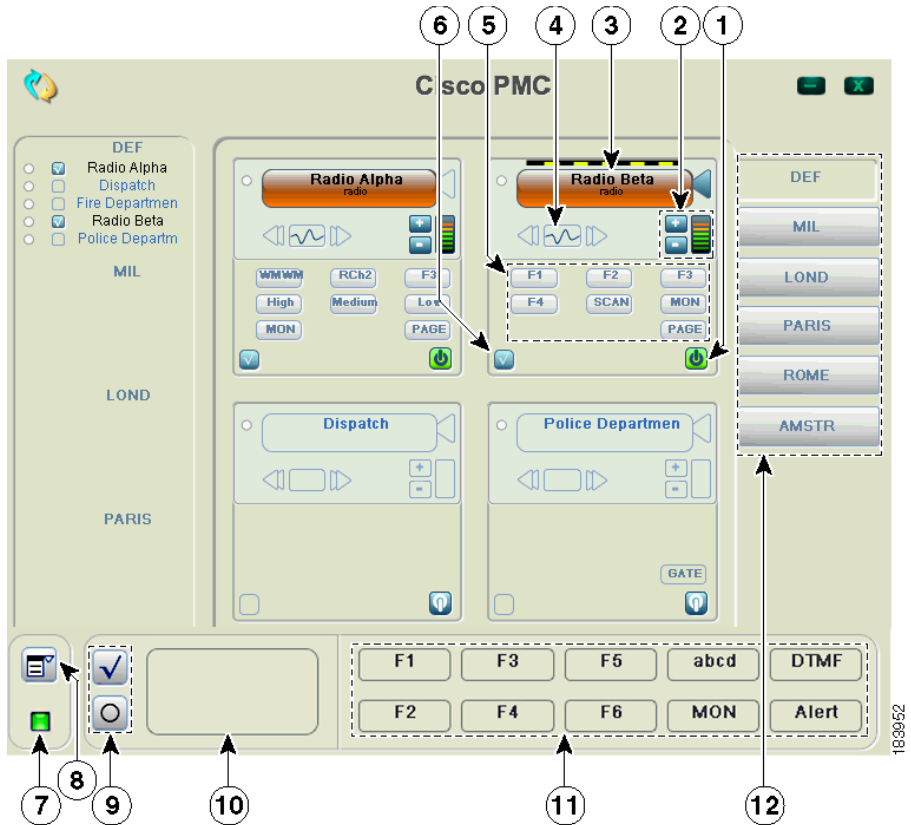 6 5 4 3 2 1
Cisco PMC
DEF
Radio Alpha
Dispatch
Fire Departmen
Radio Beta
Police Departm
MIL
LOND
PARIS
Radio Alpha
radio
WMWM RCh2 F3
High Medium Low
MON PAGE
Radio Beta
radio
F1 F2 F3
F4 SCAN MON
PAGE
Dispatch
Police Departmen
GATE
DEF
MIL
LOND
PARIS
ROME
AMSTR
F1 F3 F5 abcd DTMF
F2 F4 F6 MON Alert
183952
7 8 9 10 11 12